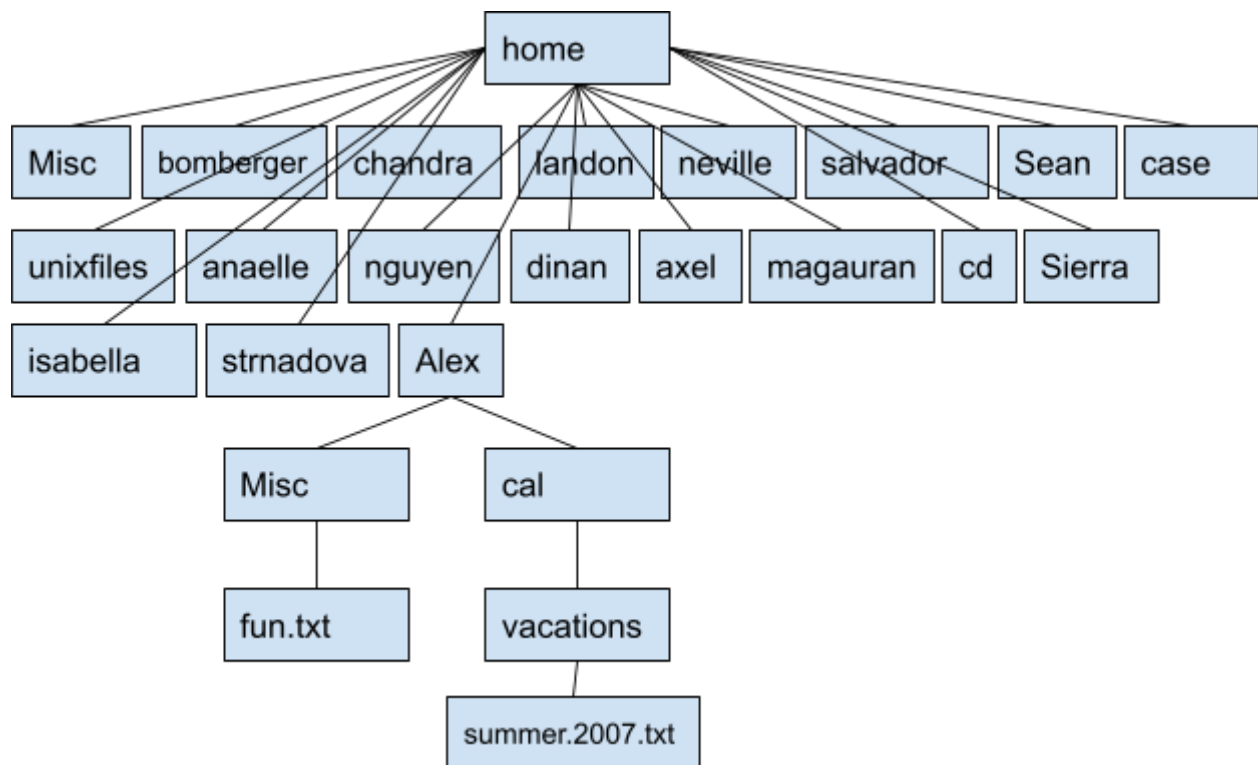 home
Misc
bomberger
chandra
landon
neville
salvador
Sean
case
unixfiles
anaelle
nguyen
dinan
axel
magauran
cd
Sierra
isabella
strnadova
Alex
Misc
cal
fun.txt
vacations
summer.2007.txt